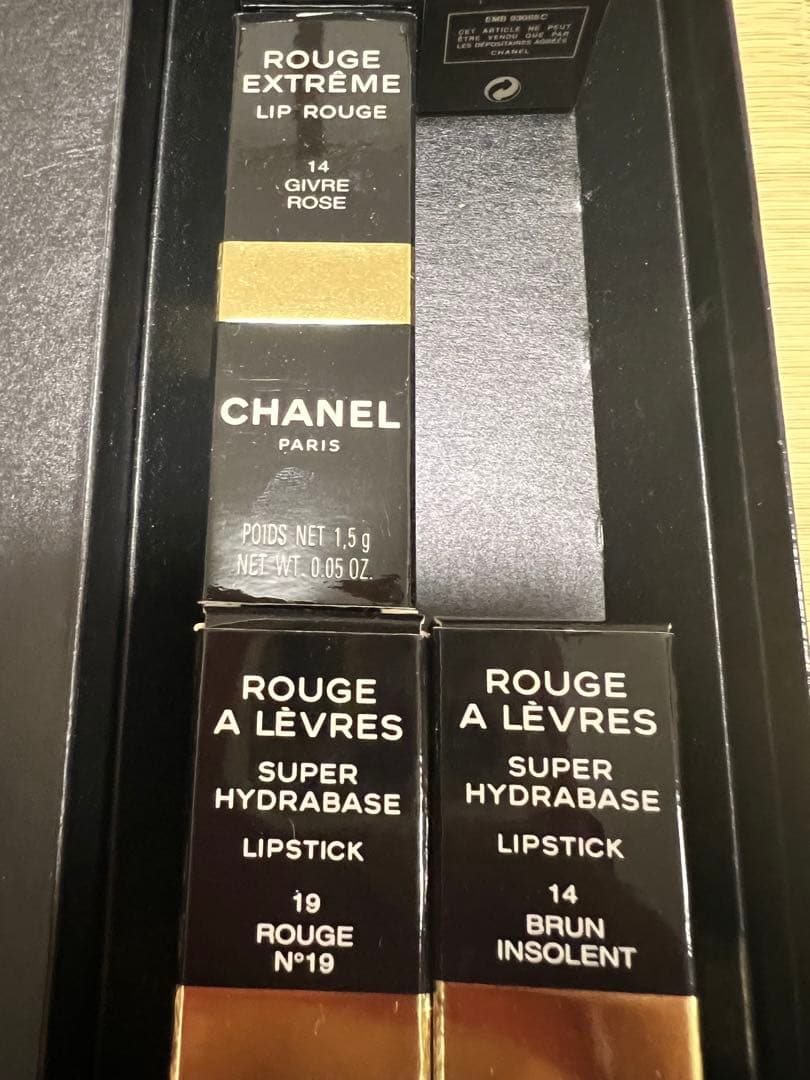 ROUGE
EXTRÊME
LIP ROUGE
14
GIVRE
ROSE
CHANEL
PARIS
POIDS NET 1,5 g
NET WT. 0.05 OZ.
CET ARTICLE NE PEUT
ÊTRE VENDU QUE PAR
LES DÉPOSITAIRES AGRÉÉS
CHANEL
ROUGE
A LÈVRES
SUPER
HYDRABASE
LIPSTICK
19
ROUGE
N°19
ROUGE
A LÈVRES
SUPER
HYDRABASE
LIPSTICK
14
BRUN
INSOLENT